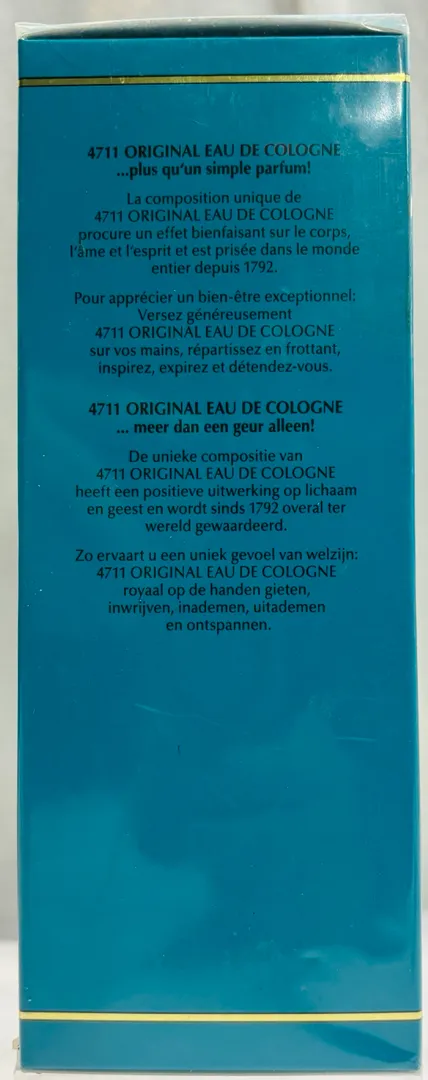 4711 ORIGINAL EAU DE COLOGNE
...plus qu'un simple parfum!
La composition unique de
4711 ORIGINAL EAU DE COLOGNE
procure un effet bienfaisant sur le corps,
l'âme et l'esprit et est prisée dans le monde
entier depuis 1792.
Pour apprécier un bien-être exceptionnel:
Versez généreusement
4711 ORIGINAL EAU DE COLOGNE
sur vos mains, répartissez en frottant,
inspirez, expirez et détendez-vous.
4711 ORIGINAL EAU DE COLOGNE
... meer dan een geur alleen!
De unieke compositie van
4711 ORIGINAL EAU DE COLOGNE
heeft een positieve uitwerking op lichaam
en geest en wordt sinds 1792 overal ter
wereld gewaardeerd.
Zo ervaart u een uniek gevoel van welzijn:
4711 ORIGINAL EAU DE COLOGNE
royaal op de handen gieten,
inwrijven, inademen, uitademen
en ontspannen.